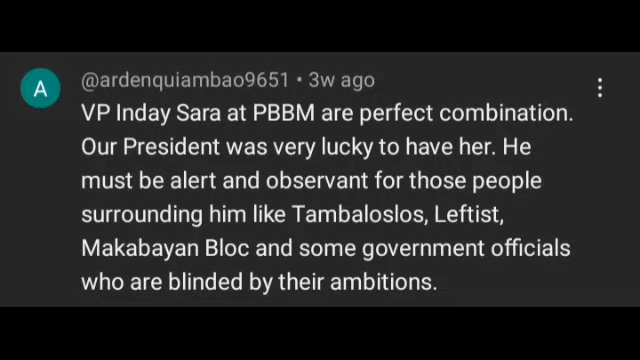 A
@ardenquiambao9651 • 3w ago
VP Inday Sara at PBBM are perfect combination.
Our President was very lucky to have her. He
must be alert and observant for those people
surrounding him like Tambaloslos, Leftist,
Makabayan Bloc and some government officials
who are blinded by their ambitions.